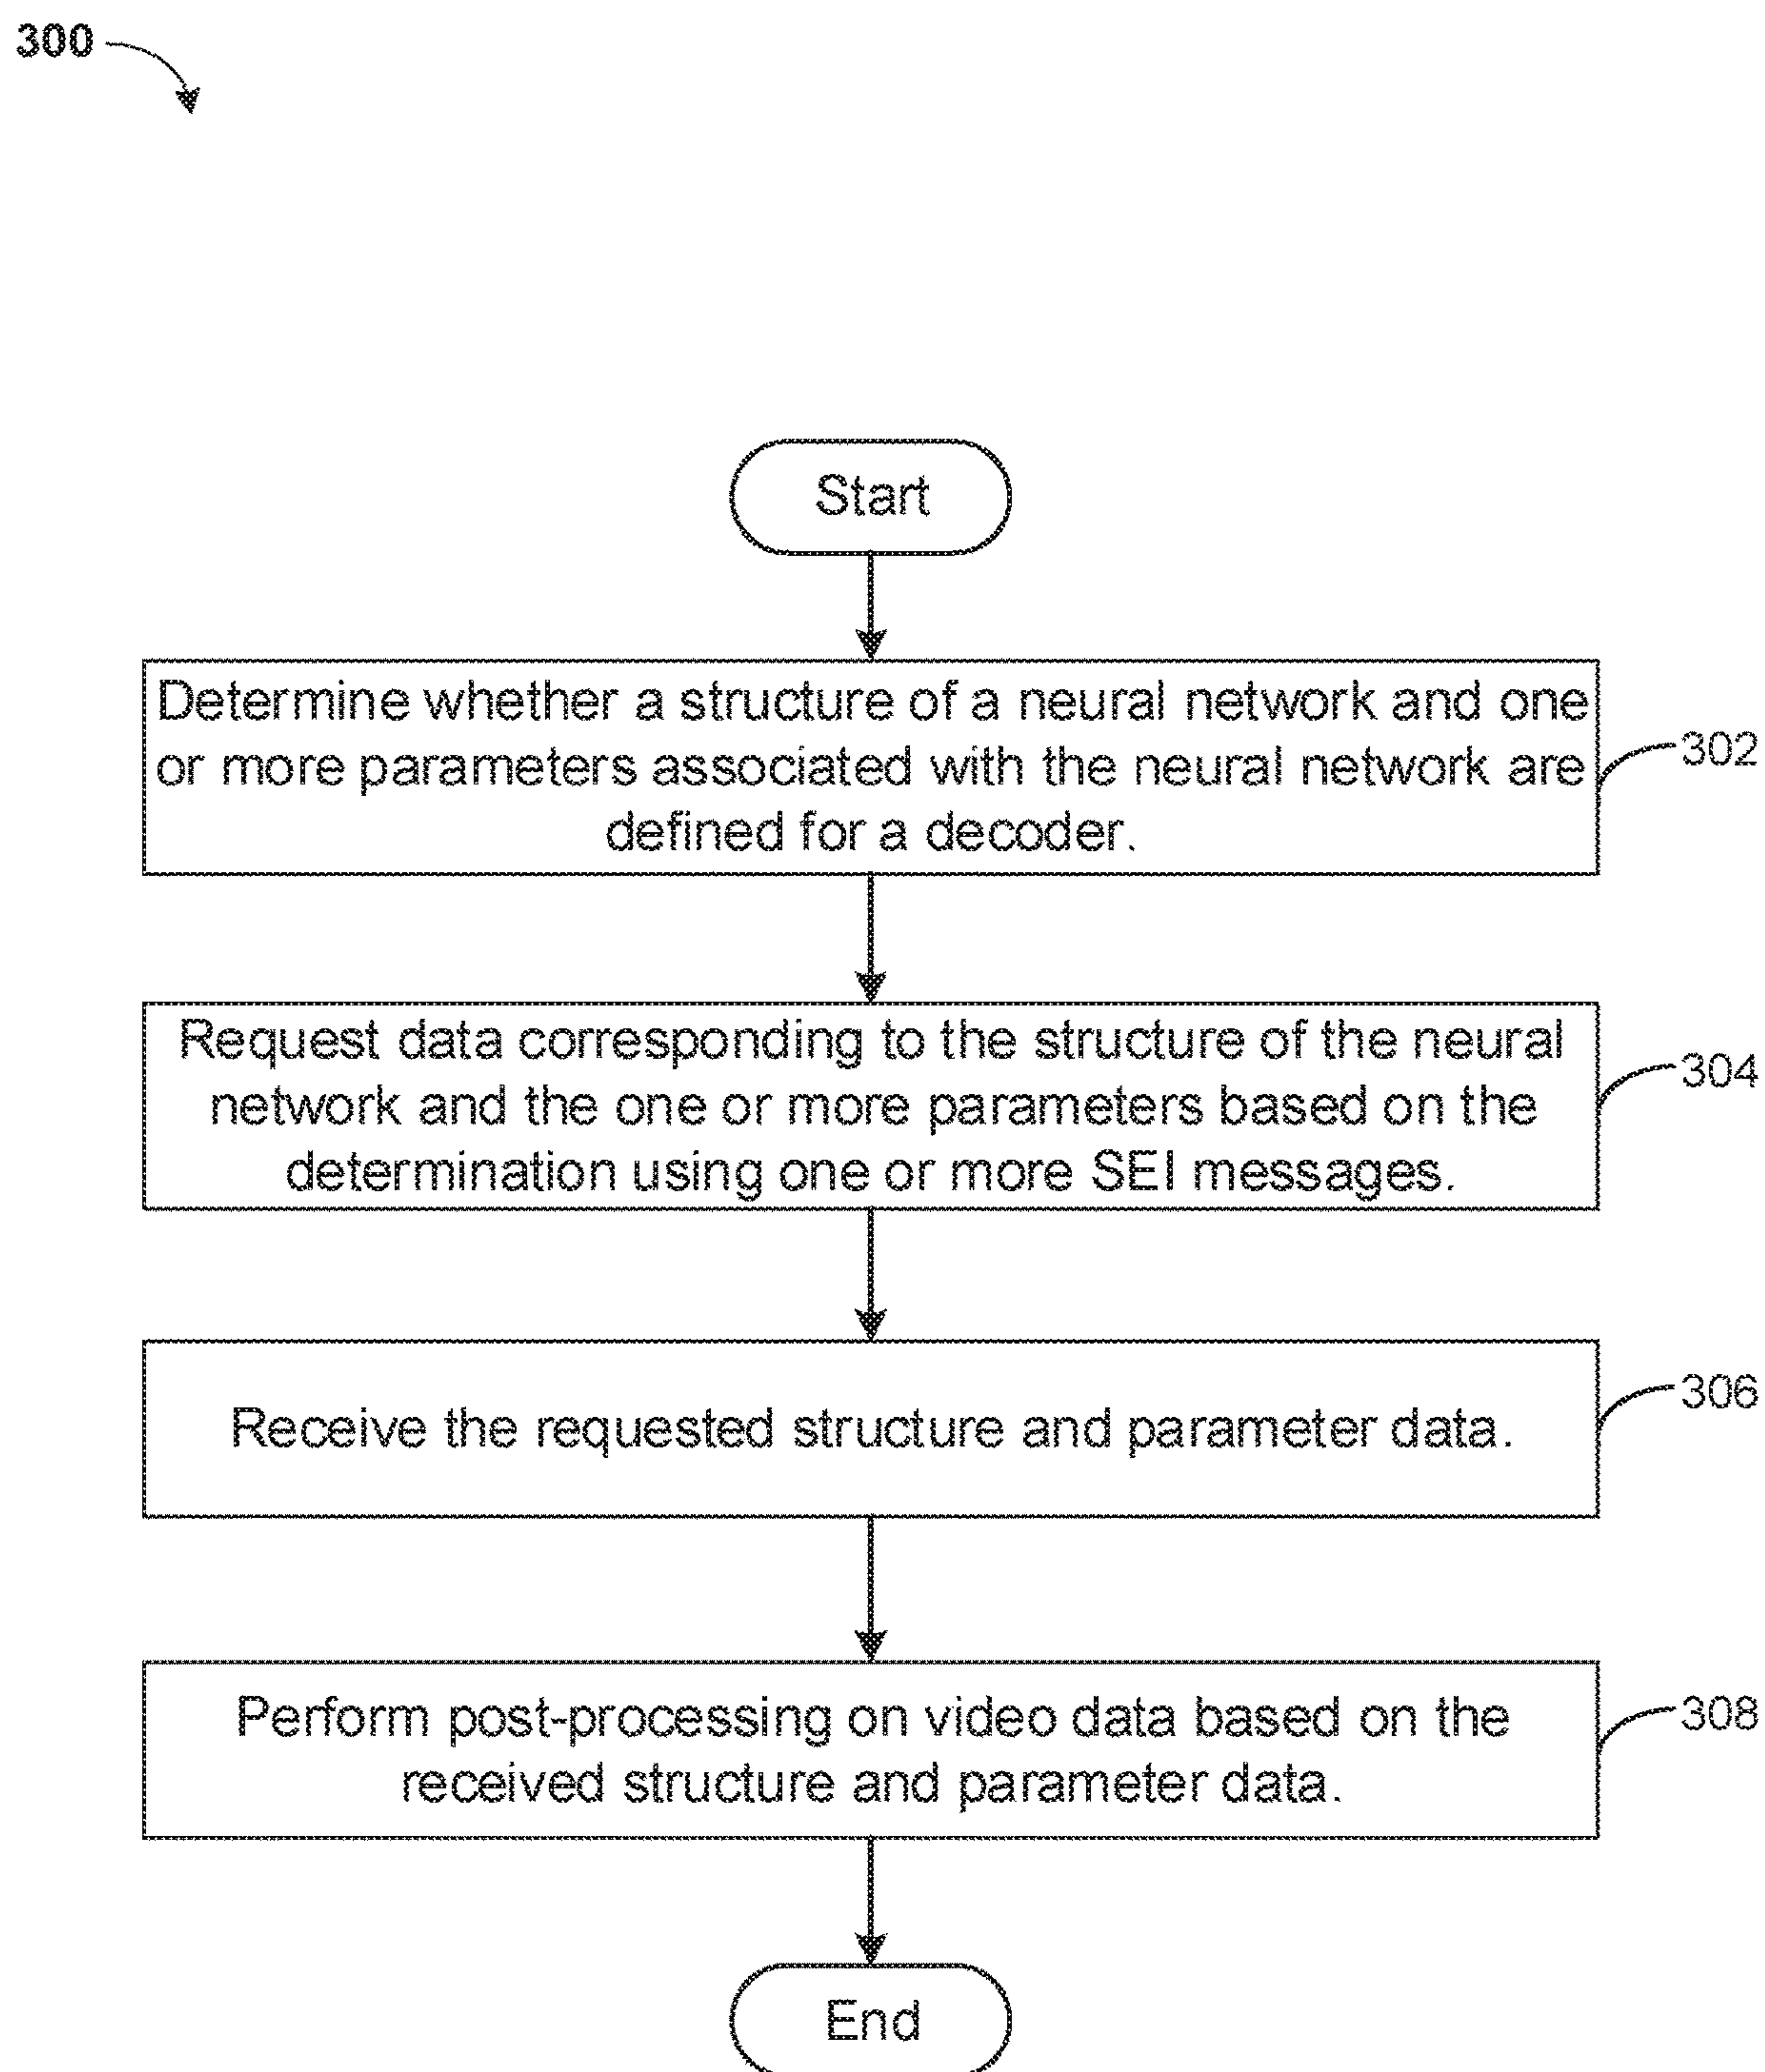 300
Start
Determine whether a structure of a neural network and one
or more parameters associated with the neural network are
defined for a decoder.
302
Request data corresponding to the structure of the neural
network and the one or more parameters based on the
determination using one or more SEI messages.
304
Receive the requested structure and parameter data.
306
Perform post-processing on video data based on the
received structure and parameter data.
308
End